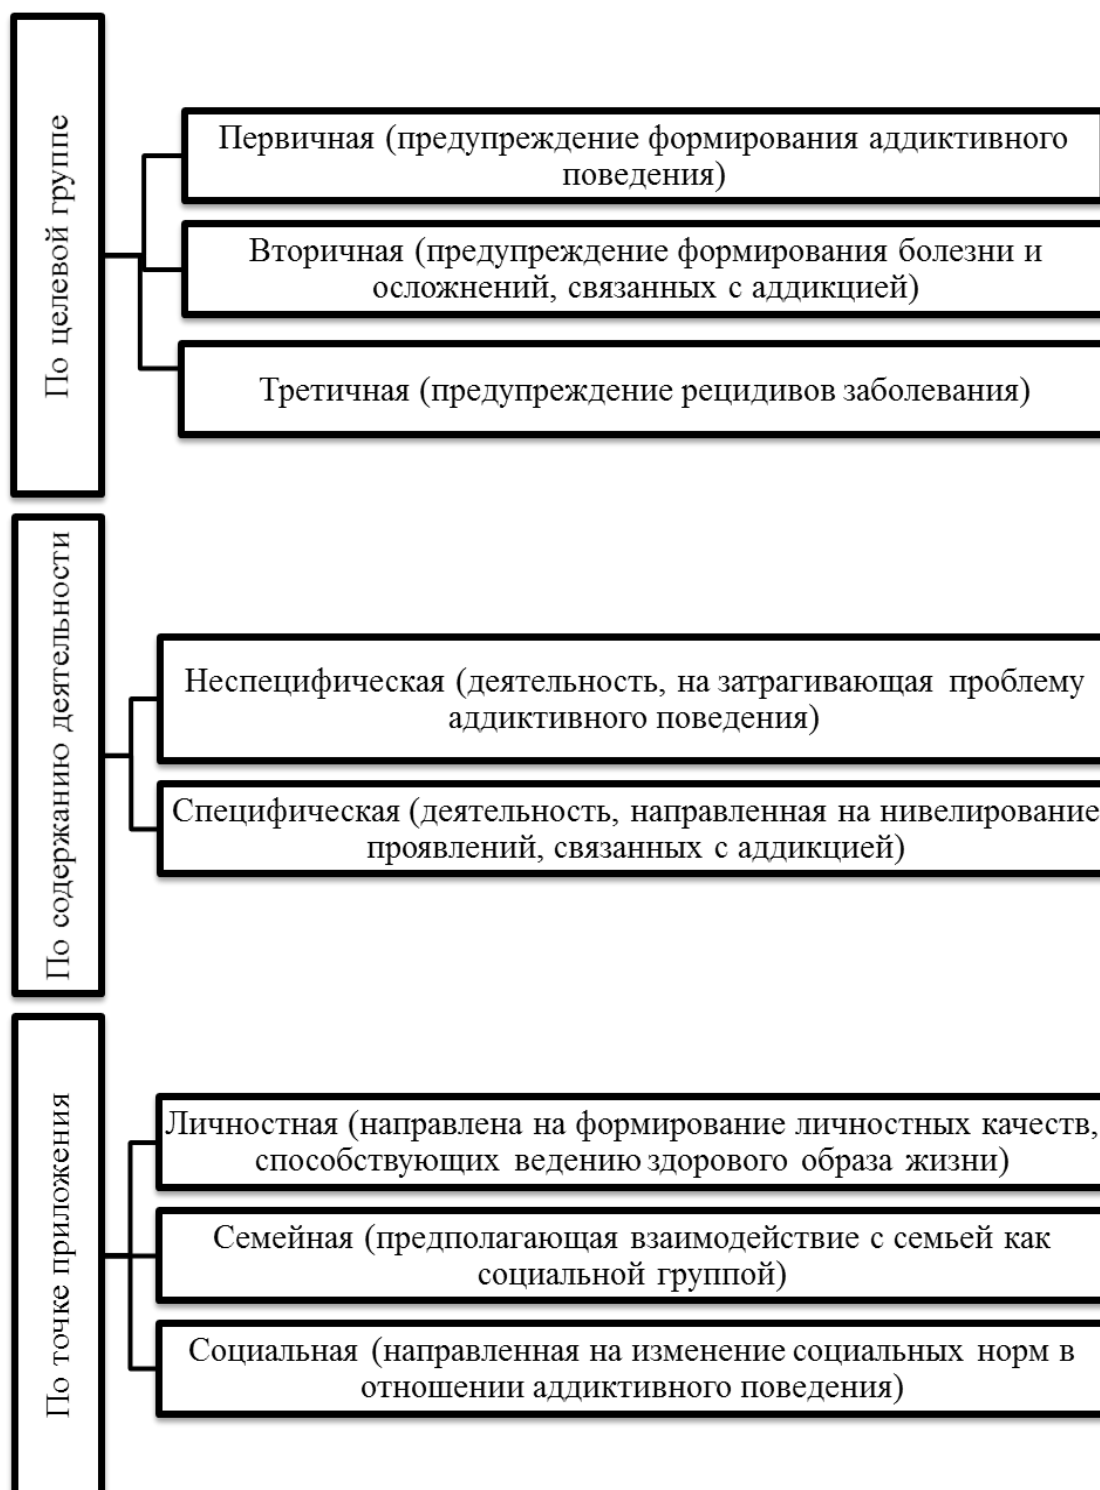 По целевой группе
Первичная (предупреждение формирования аддиктивного
поведения)
Вторичная (предупреждение формирования болезни и
осложнений, связанных с аддикцией)
Третичная (предупреждение рецидивов заболевания)
По содержанию деятельности
Неспецифическая (деятельность, на затрагивающая проблему
аддиктивного поведения)
Специфическая (деятельность, направленная на нивелирование
проявлений, связанных с аддикцией)
По точке приложения
Личностная (направлена на формирование личностных качеств,
способствующих ведению здорового образа жизни)
Семейная (предполагающая взаимодействие с семьей как
социальной группой)
Социальная (направленная на изменение социальных норм в
отношении аддиктивного поведения)